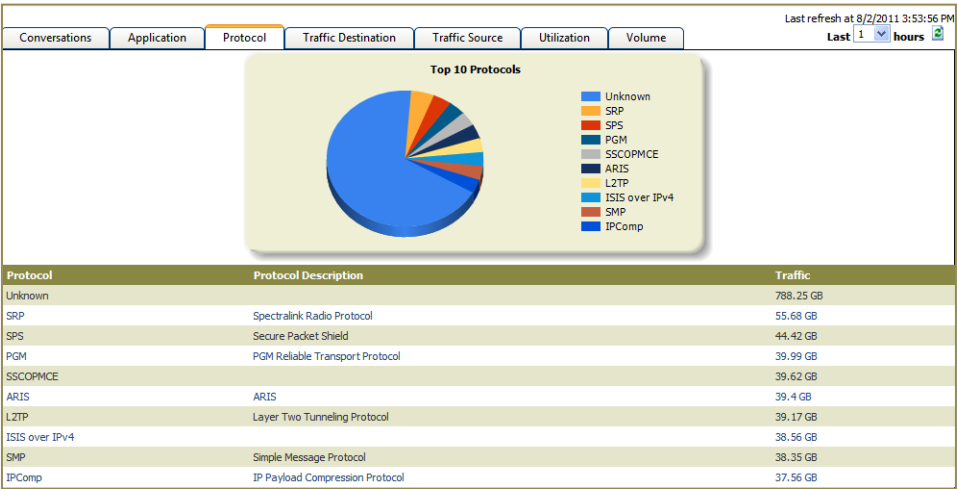 Last refresh at 8/2/2011 3:53:56 PM
Conversations Application Protocol Traffic Destination Traffic Source Utilization Volume Last 1 hours
Top 10 Protocols
Unknown
SRP
SPS
PGM
SSCOPMCE
ARIS
L2TP
ISIS over IPv4
SMP
IPComp
Protocol Protocol Description Traffic
Unknown 788.25 GB
SRP Spectralink Radio Protocol 55.68 GB
SPS Secure Packet Shield 44.42 GB
PGM PGM Reliable Transport Protocol 39.99 GB
SSCOPMCE 39.62 GB
ARIS ARIS 39.4 GB
L2TP Layer Two Tunneling Protocol 39.17 GB
ISIS over IPv4 38.56 GB
SMP Simple Message Protocol 38.35 GB
IPComp IP Payload Compression Protocol 37.56 GB